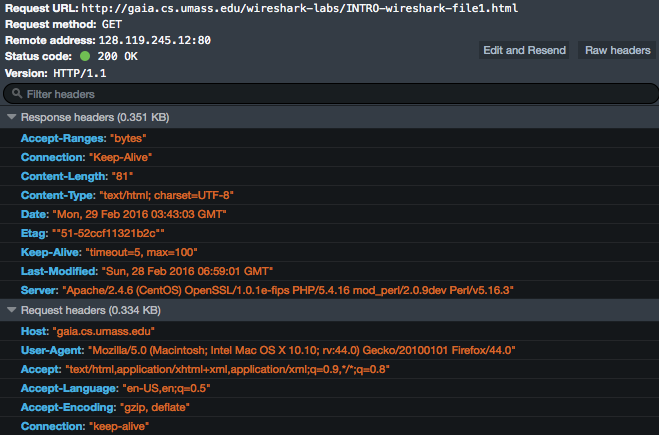 Request URL: http://gaia.cs.umass.edu/wireshark-labs/INTRO-wireshark-file1.html
Request method: GET
Remote address: 128.119.245.12:80
Status code: 200 OK
Edit and Resend Raw headers
Version: HTTP/1.1
Filter headers
Response headers (0.351 KB)
Accept-Ranges: "bytes"
Connection: "Keep-Alive"
Content-Length: "81"
Content-Type: "text/html; charset=UTF-8"
Date: "Mon, 29 Feb 2016 03:43:03 GMT"
Etag: ""51-52ccf11321b2c""
Keep-Alive: "timeout=5, max=100"
Last-Modified: "Sun, 28 Feb 2016 06:59:01 GMT"
Server: "Apache/2.4.6 (CentOS) OpenSSL/1.0.1e-fips PHP/5.4.16 mod_perl/2.0.9dev Perl/v5.16.3"
Request headers (0.334 KB)
Host: "gaia.cs.umass.edu"
User-Agent: "Mozilla/5.0 (Macintosh; Intel Mac OS X 10.10; rv:44.0) Gecko/20100101 Firefox/44.0"
Accept: "text/html,application/xhtml+xml,application/xml;q=0.9,*/*;q=0.8"
Accept-Language: "en-US,en;q=0.5"
Accept-Encoding: "gzip, deflate"
Connection: "keep-alive"